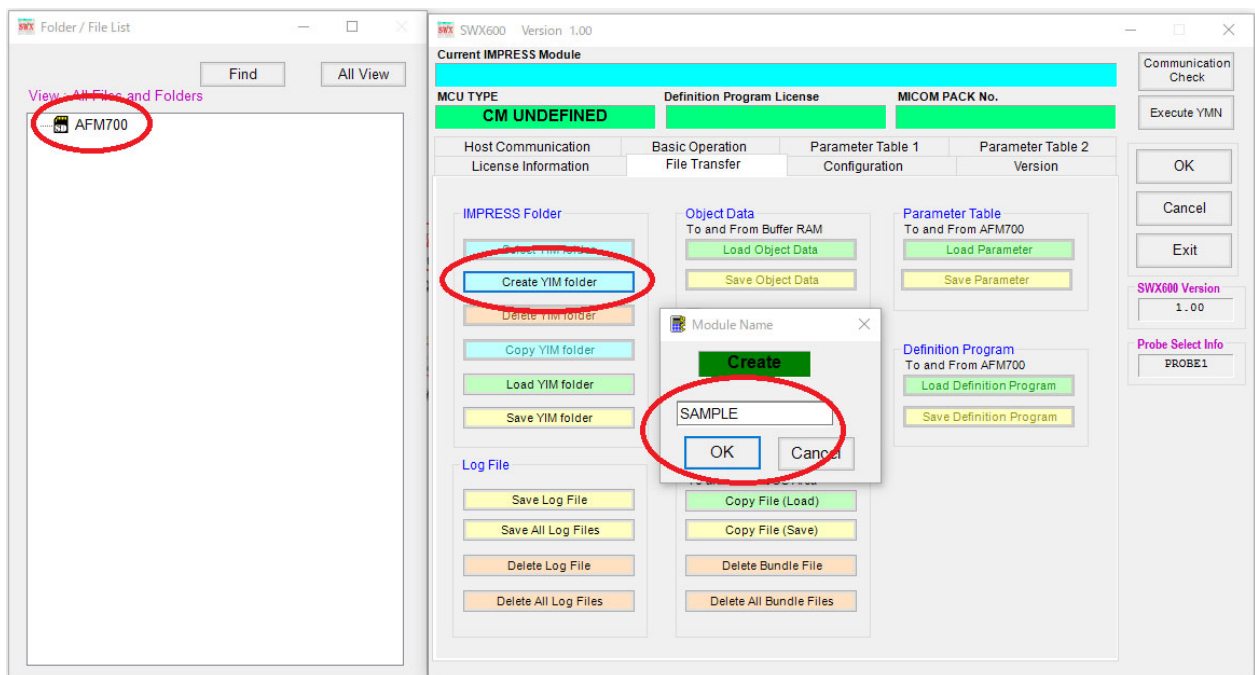 Folder / File List
Find
All View
View : All Files and Folders
AFM700
SWX600 Version 1.00
Current IMPRESS Module
MCU TYPE
Definition Program License
MICOM PACK No.
CM UNDEFINED
Host Communication
Basic Operation
Parameter Table 1
Parameter Table 2
License Information
File Transfer
Configuration
Version
IMPRESS Folder
Select YIM folder
Create YIM folder
Delete YIM folder
Copy YIM folder
Load YIM folder
Save YIM folder
Log File
Save Log File
Save All Log Files
Delete Log File
Delete All Log Files
Object Data
To and From Buffer RAM
Load Object Data
Save Object Data
Module Name
Create
SAMPLE
OK
Cancel
Copy File (Load)
Copy File (Save)
Delete Bundle File
Delete All Bundle Files
Parameter Table
To and From AFM700
Load Parameter
Save Parameter
Definition Program
To and From AFM700
Load Definition Program
Save Definition Program
Communication
Check
Execute YMN
OK
Cancel
Exit
SWX600 Version
1.00
Probe Select Info
PROBE1